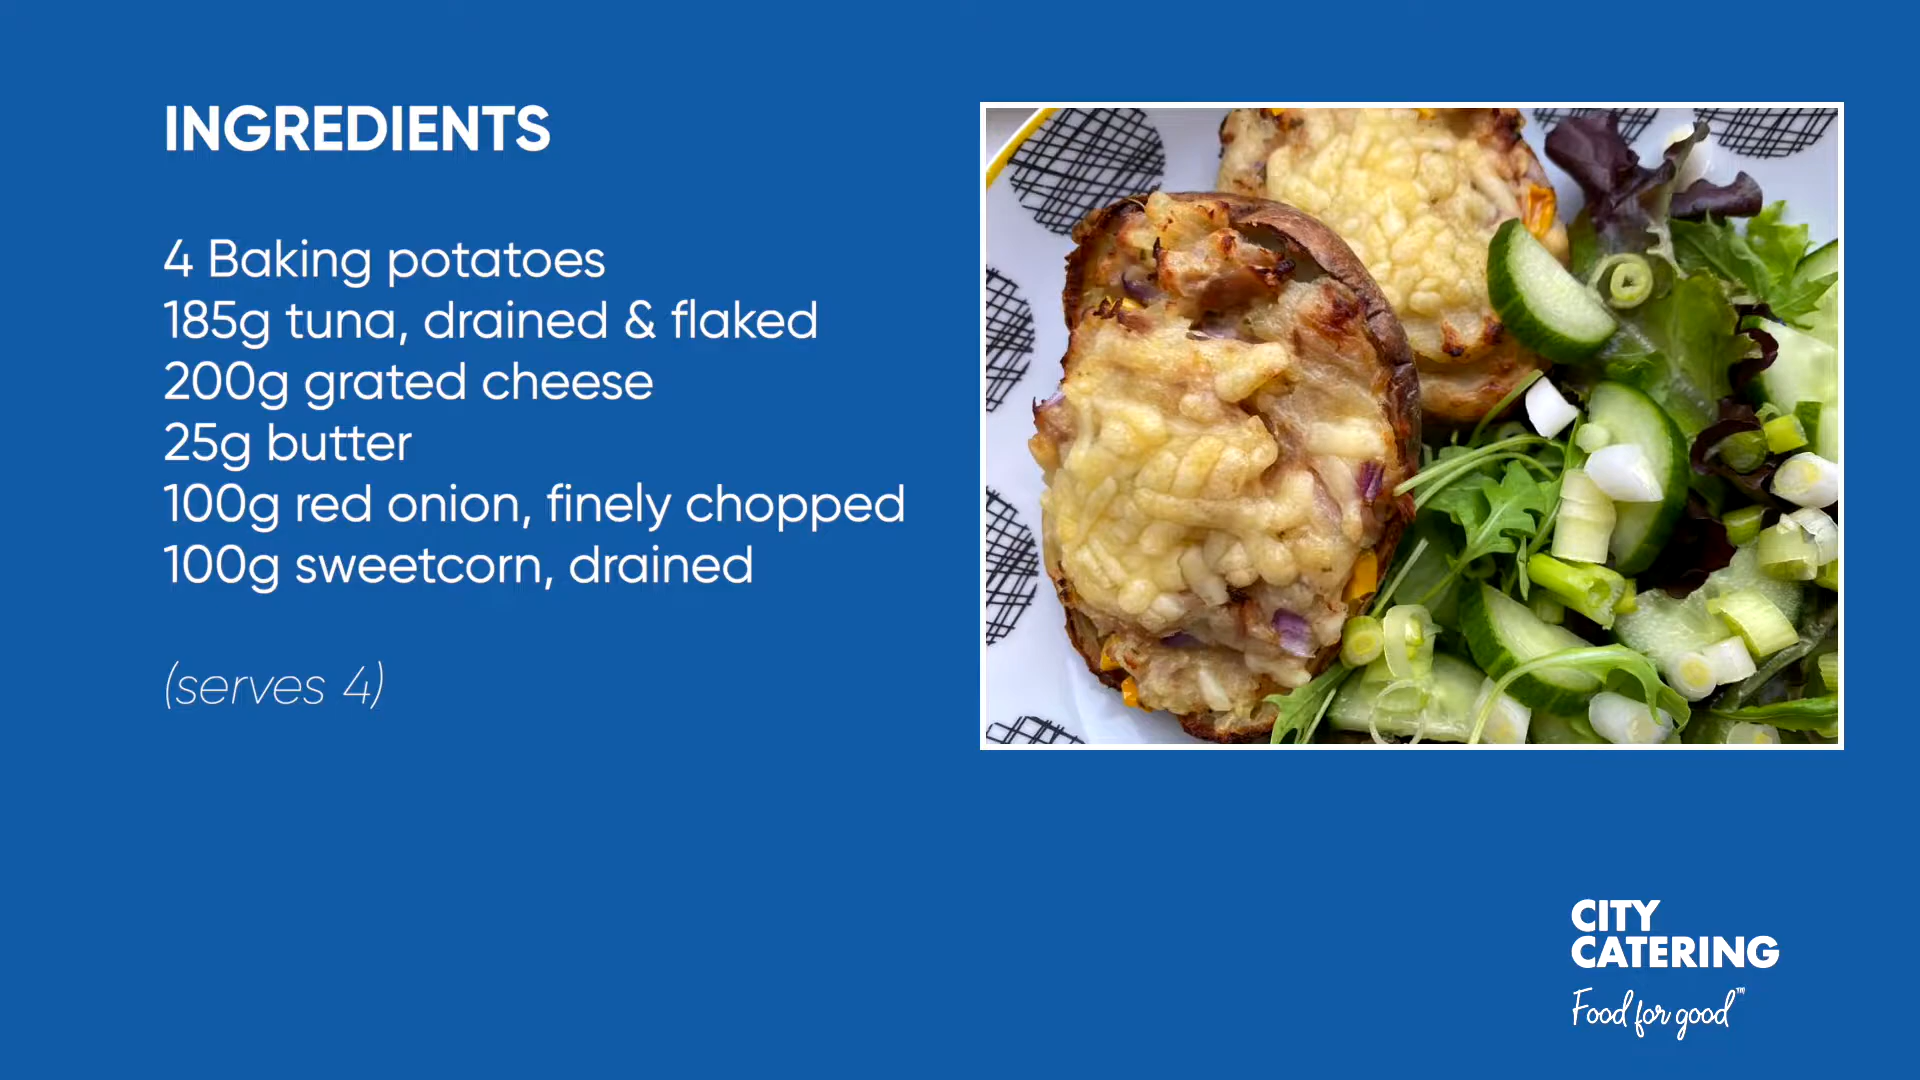 INGREDIENTS
4 Baking potatoes
185g tuna, drained & flaked
200g grated cheese
25g butter
100g red onion, finely chopped
100g sweetcorn, drained
(serves 4)
CITY
CATERING
Food for good™